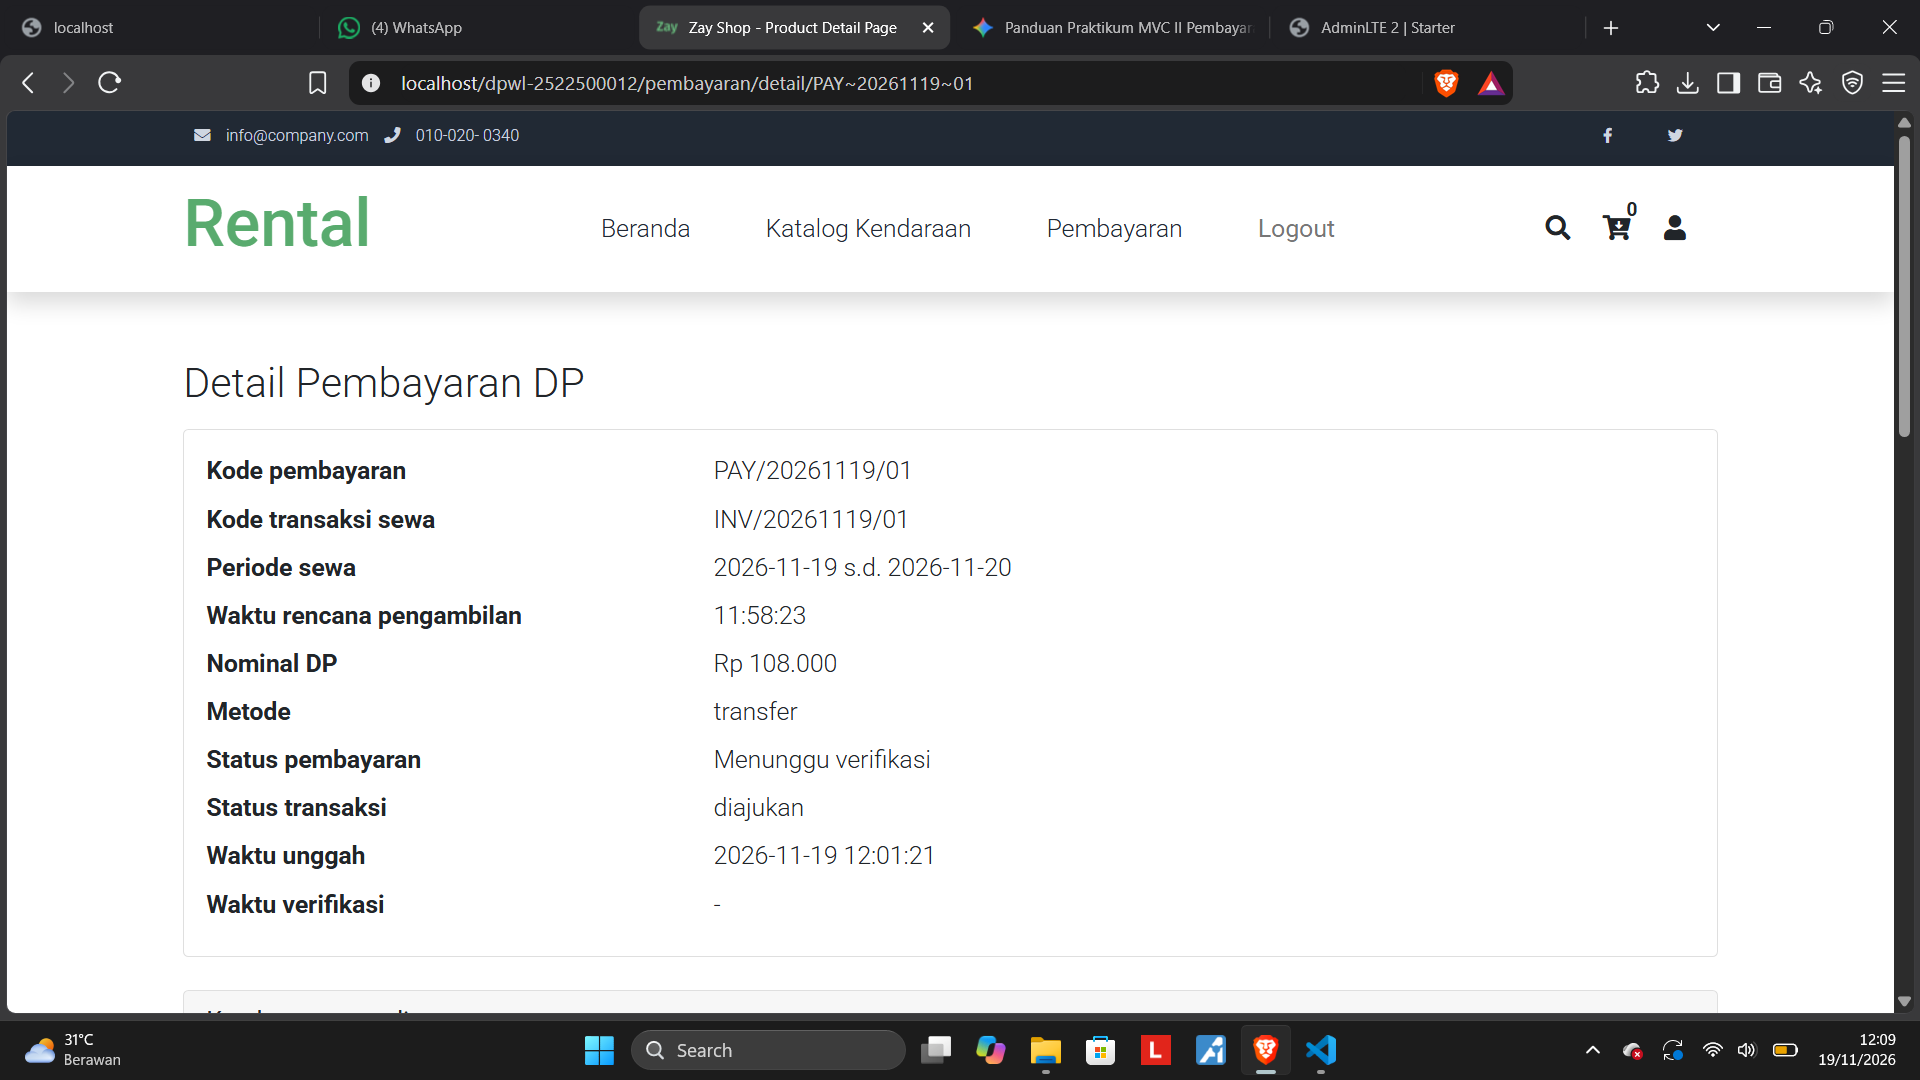 localhost
(4) WhatsApp
Zay Zay Shop - Product Detail Page
Panduan Praktikum MVC II Pembayar
AdminLTE 2 | Starter
localhost/dpwl-2522500012/pembayaran/detail/PAY~20261119~01
info@company.com 010-020- 0340
Rental
Beranda
Katalog Kendaraan
Pembayaran
Logout
0
Detail Pembayaran DP
Kode pembayaran PAY/20261119/01
Kode transaksi sewa INV/20261119/01
Periode sewa 2026-11-19 s.d. 2026-11-20
Waktu rencana pengambilan 11:58:23
Nominal DP Rp 108.000
Metode transfer
Status pembayaran Menunggu verifikasi
Status transaksi diajukan
Waktu unggah 2026-11-19 12:01:21
Waktu verifikasi -
31°C
Berawan
Search
L
12:09
19/11/2026